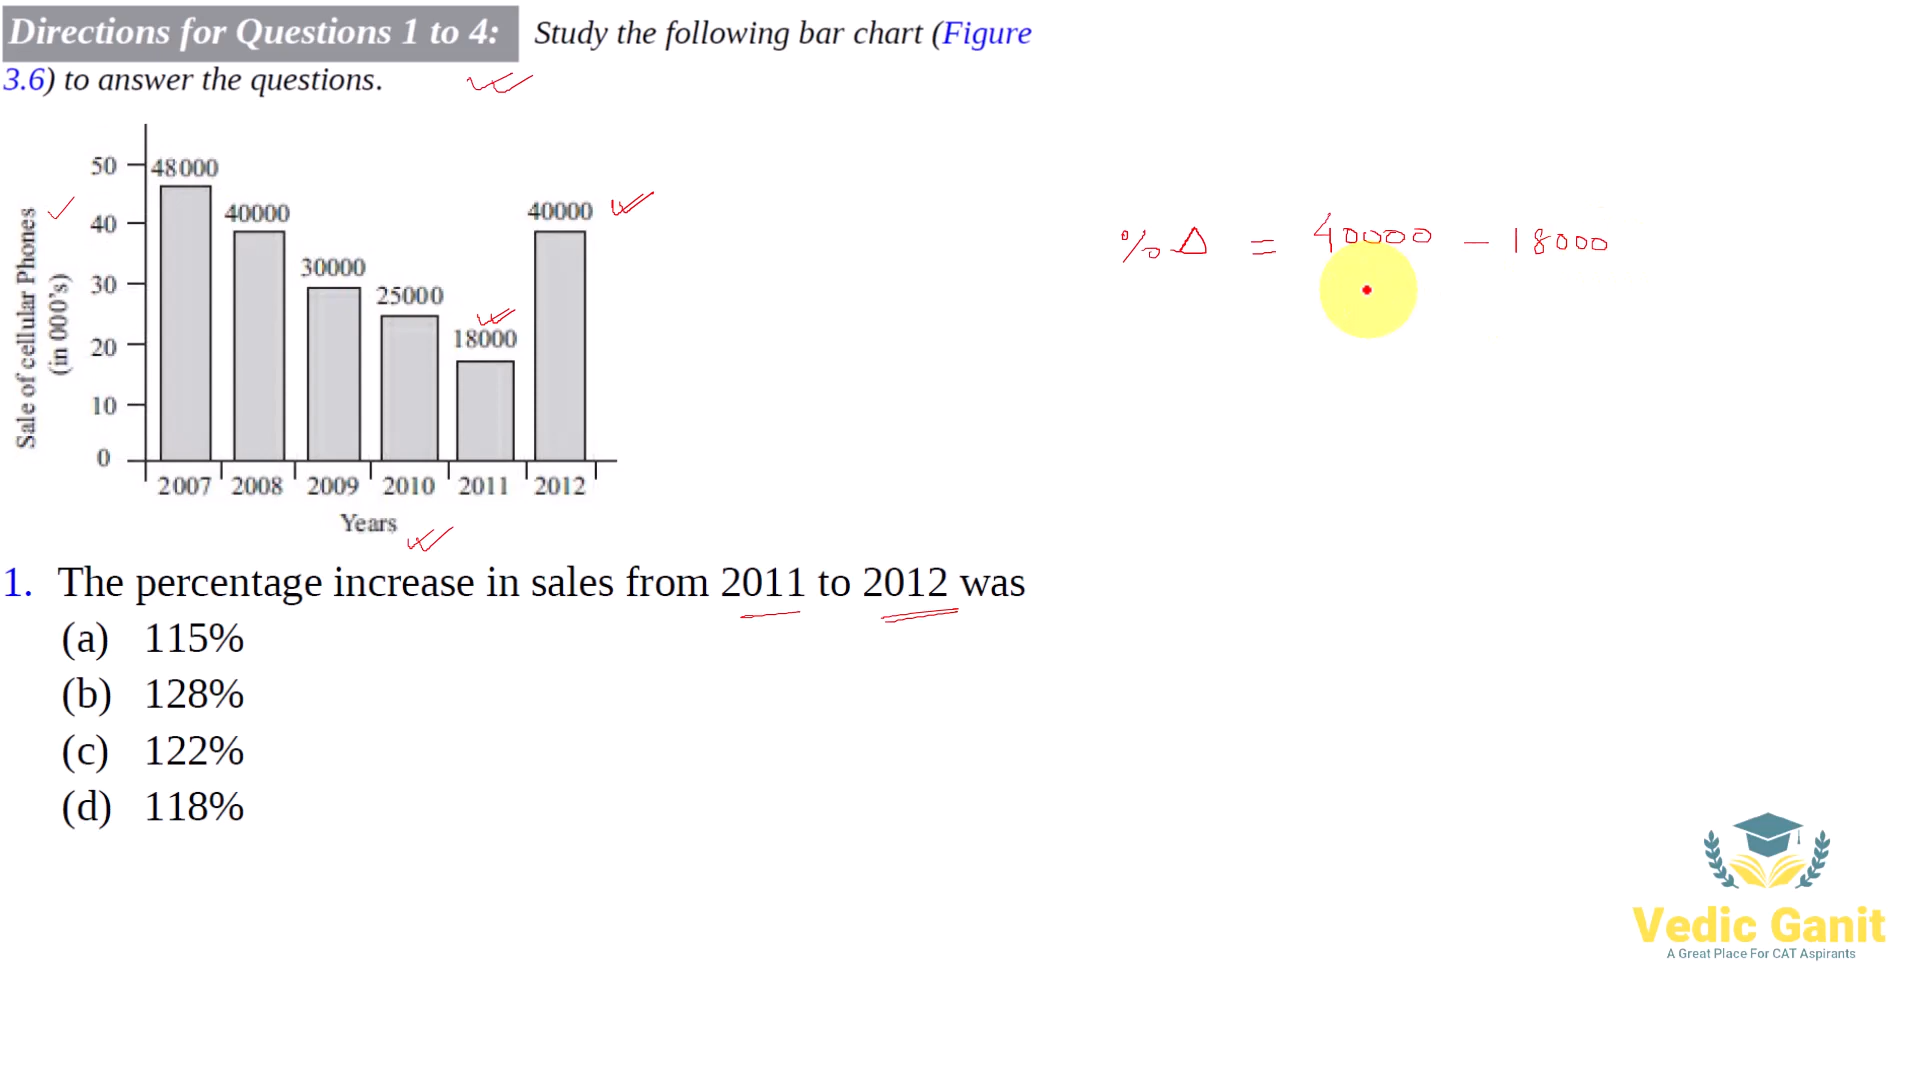 Directions for Questions 1 to 4: Study the following bar chart (Figure
3.6) to answer the questions.
50
40
30
20
10
0
Sale of cellular Phones
(in 000's)
48000
40000
30000
25000
18000
40000
2007 2008 2009 2010 2011 2012
Years
% Δ = 40000 - 18000
1. The percentage increase in sales from 2011 to 2012 was
(a) 115%
(b) 128%
(c) 122%
(d) 118%
Vedic Ganit
A Great Place For CAT Aspirants